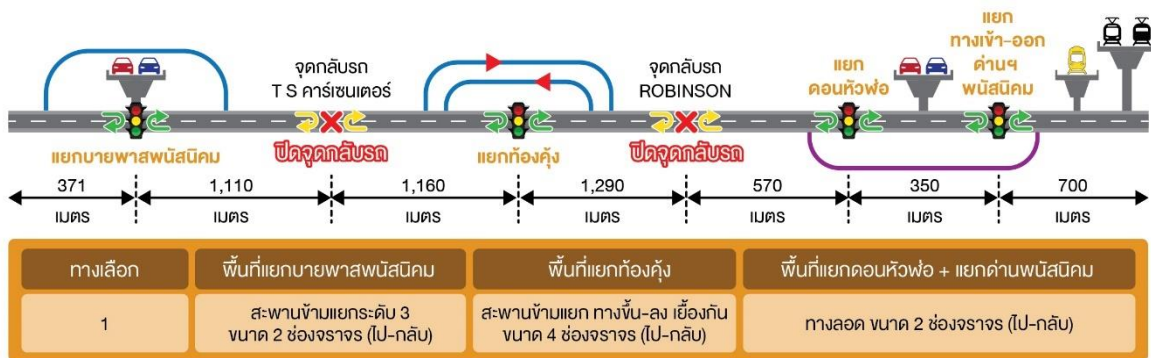 แยก
ทางเข้า-ออก
ด่านฯ
พนัสนิคม
จุดกลับรถ
T S คาร์เซนเตอร์
จุดกลับรถ
ROBINSON
แยก
ดอนหัวฬ่อ
แยกบายพาสพนัสนิคม
ปิดจุดกลับรถ
แยกท้องคุ้ง
ปิดจุดกลับรถ
371 1,110 1,160 1,290 570 350 700
เมตร เมตร เมตร เมตร เมตร เมตร เมตร
ทางเลือก พื้นที่แยกบายพาสพนัสนิคม พื้นที่แยกท้องคุ้ง พื้นที่แยกดอนหัวฬ่อ + แยกด่านพนัสนิคม
1
สะพานข้ามแยกระดับ 3
ขนาด 2 ช่องจราจร (ไป-กลับ)
สะพานข้ามแยก ทางขึ้น-ลง เยื้องกัน
ขนาด 4 ช่องจราจร (ไป-กลับ)
ทางลอด ขนาด 2 ช่องจราจร (ไป-กลับ)